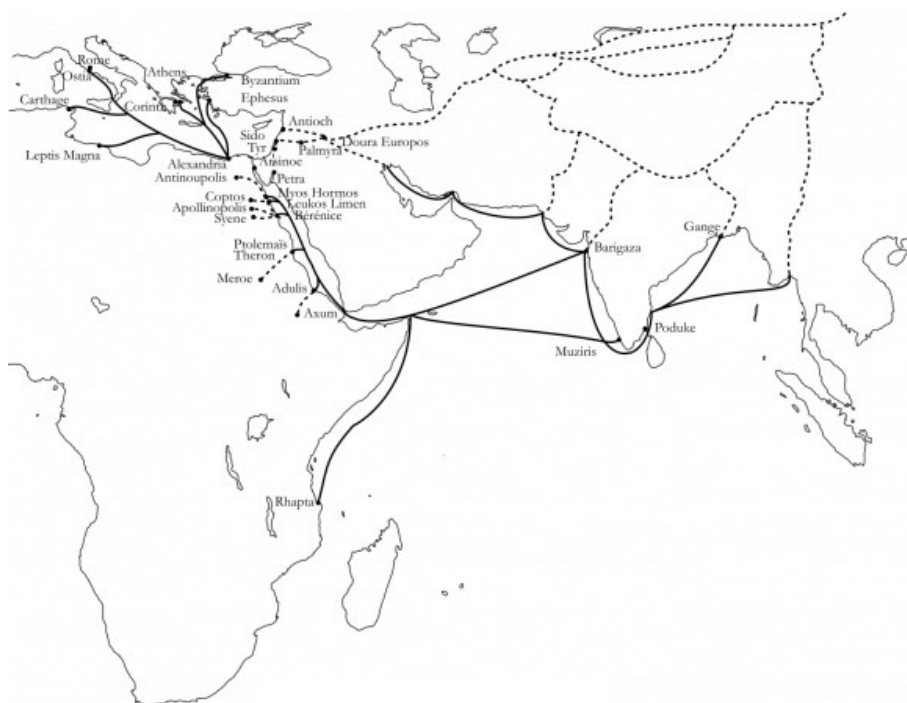 Rome
Ostia
Athens
Byzantium
Ephesus
Carthage
Corinth
Antioch
Sido
Doura Europos
Tyr
Palmyra
Leptis Magna
Alexandria
Arsinoe
Antinoupolis
Petra
Myos Hormos
Coptos
Leukos Limen
Apollinopolis
Bérénice
Syene
Gange
Ptolemaïs
Theron
Barigaza
Meroe
Adulis
Axum
Poduke
Muziris
Rhapta